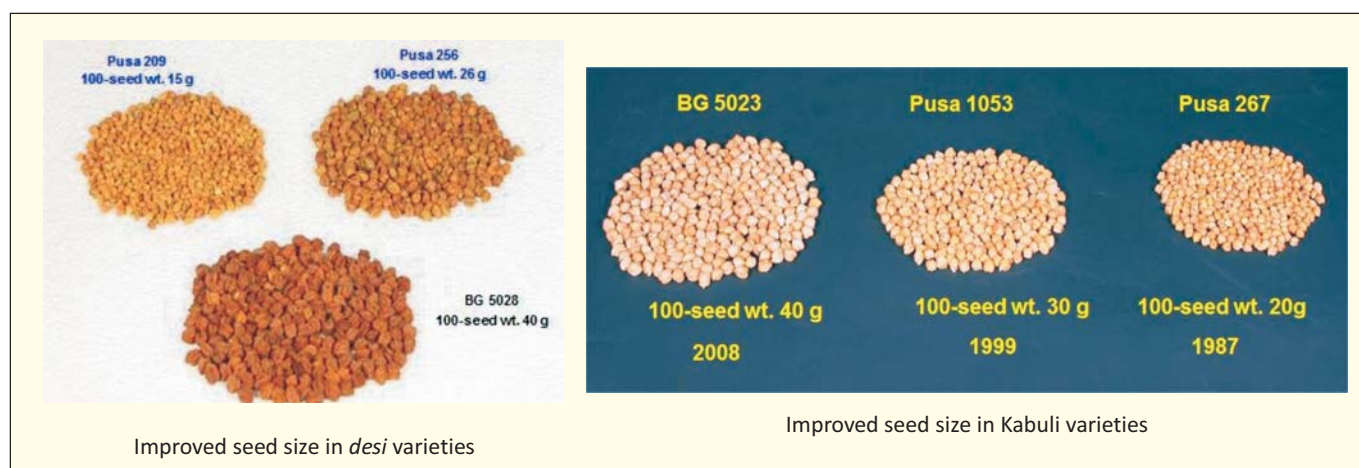 Pusa 209
100-seed wt. 15 g
Pusa 256
100-seed wt. 26 g
BG 5028
100-seed wt. 40 g
Improved seed size in desi varieties
BG 5023
100-seed wt. 40 g
2008
Pusa 1053
100-seed wt. 30 g
1999
Pusa 267
100-seed wt. 20g
1987
Improved seed size in Kabuli varieties